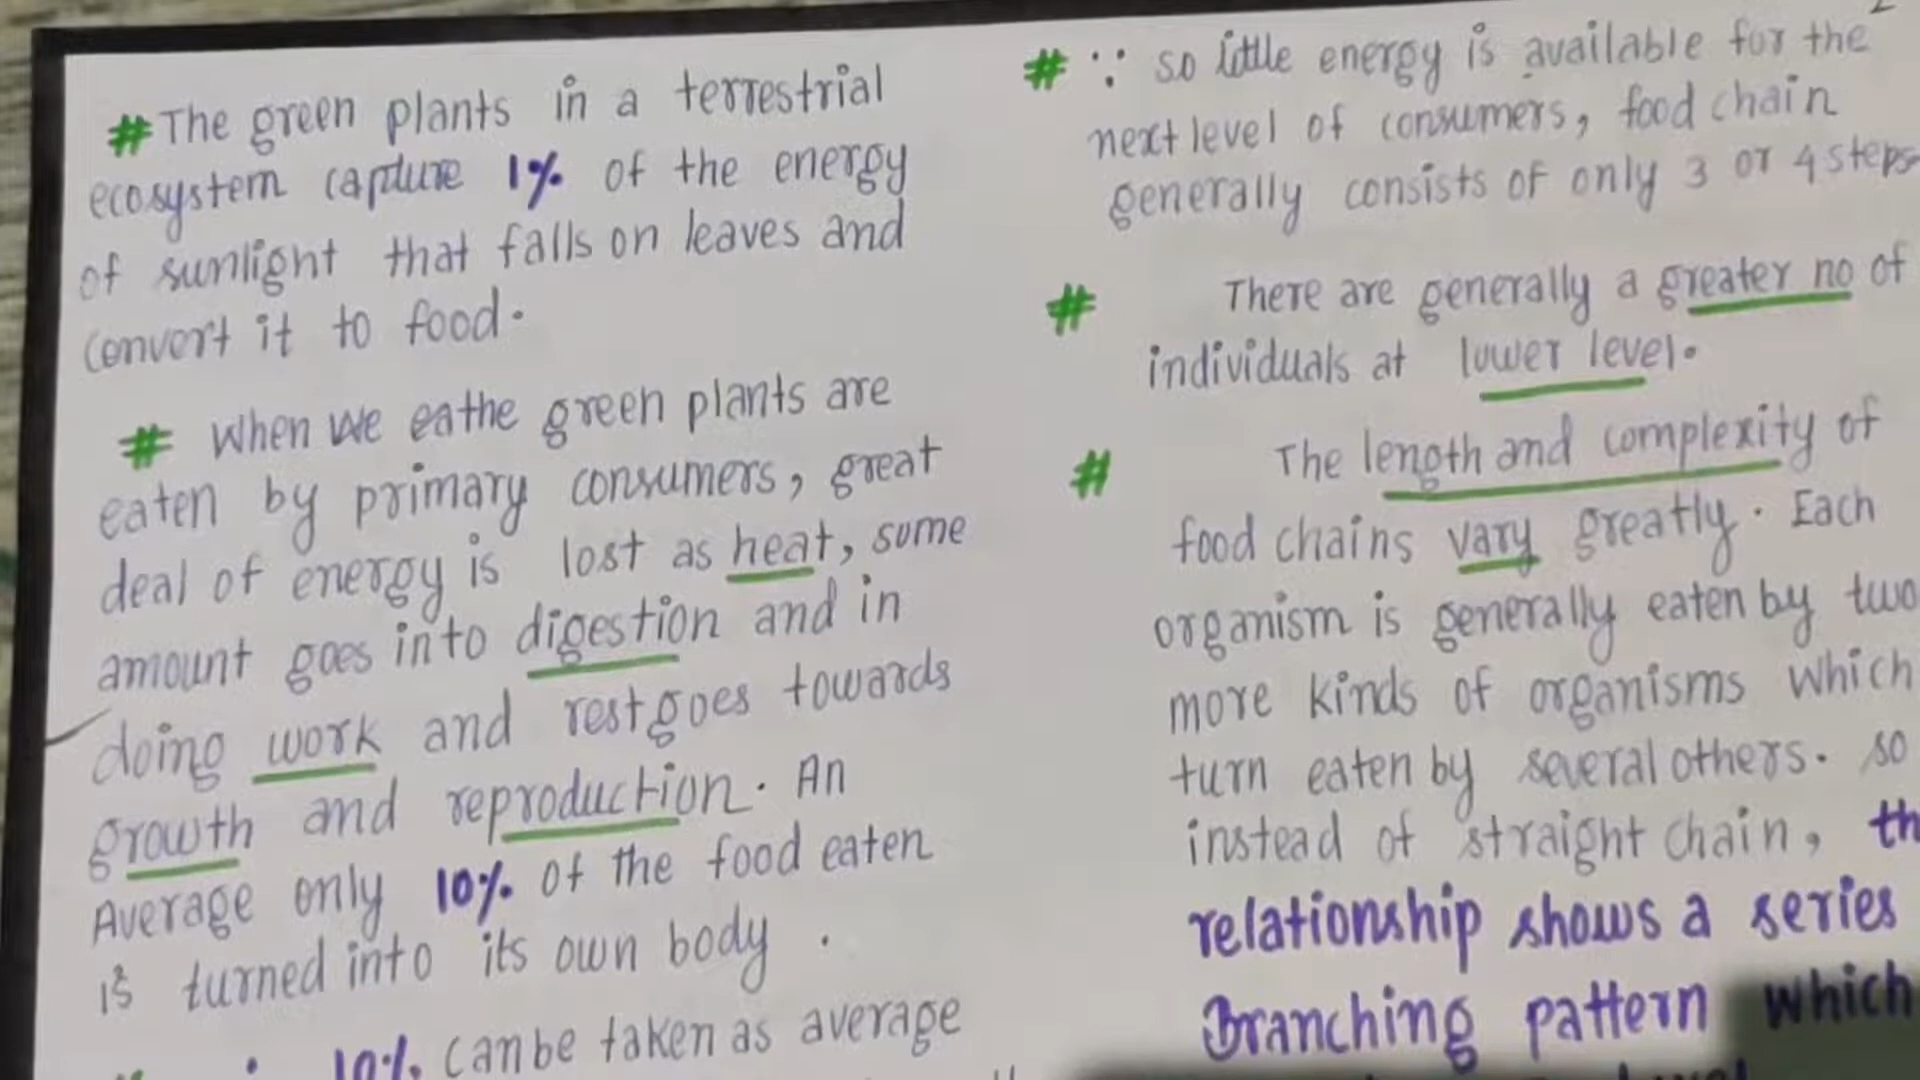 # The green plants in a terrestrial
ecosystem capture 1% of the energy
of sunlight that falls on leaves and
convert it to food.
# When we eathe green plants are
eaten by primary consumers, great
deal of energy is lost as heat, some
amount goes into digestion and in
doing work and rest goes towards
growth and reproduction. An
Average only 10% of the food eaten
is turned into its own body.
10% can be taken as average
# ∵ so little energy is available for the
next level of consumers, food chain
generally consists of only 3 or 4 steps
# There are generally a greater no of
individuals at lower level.
# The length and complexity of
food chains vary greatly. Each
organism is generally eaten by two
more kinds of organisms which
turn eaten by several others. so
instead of straight chain, th
relationship shows a series
Branching pattern which